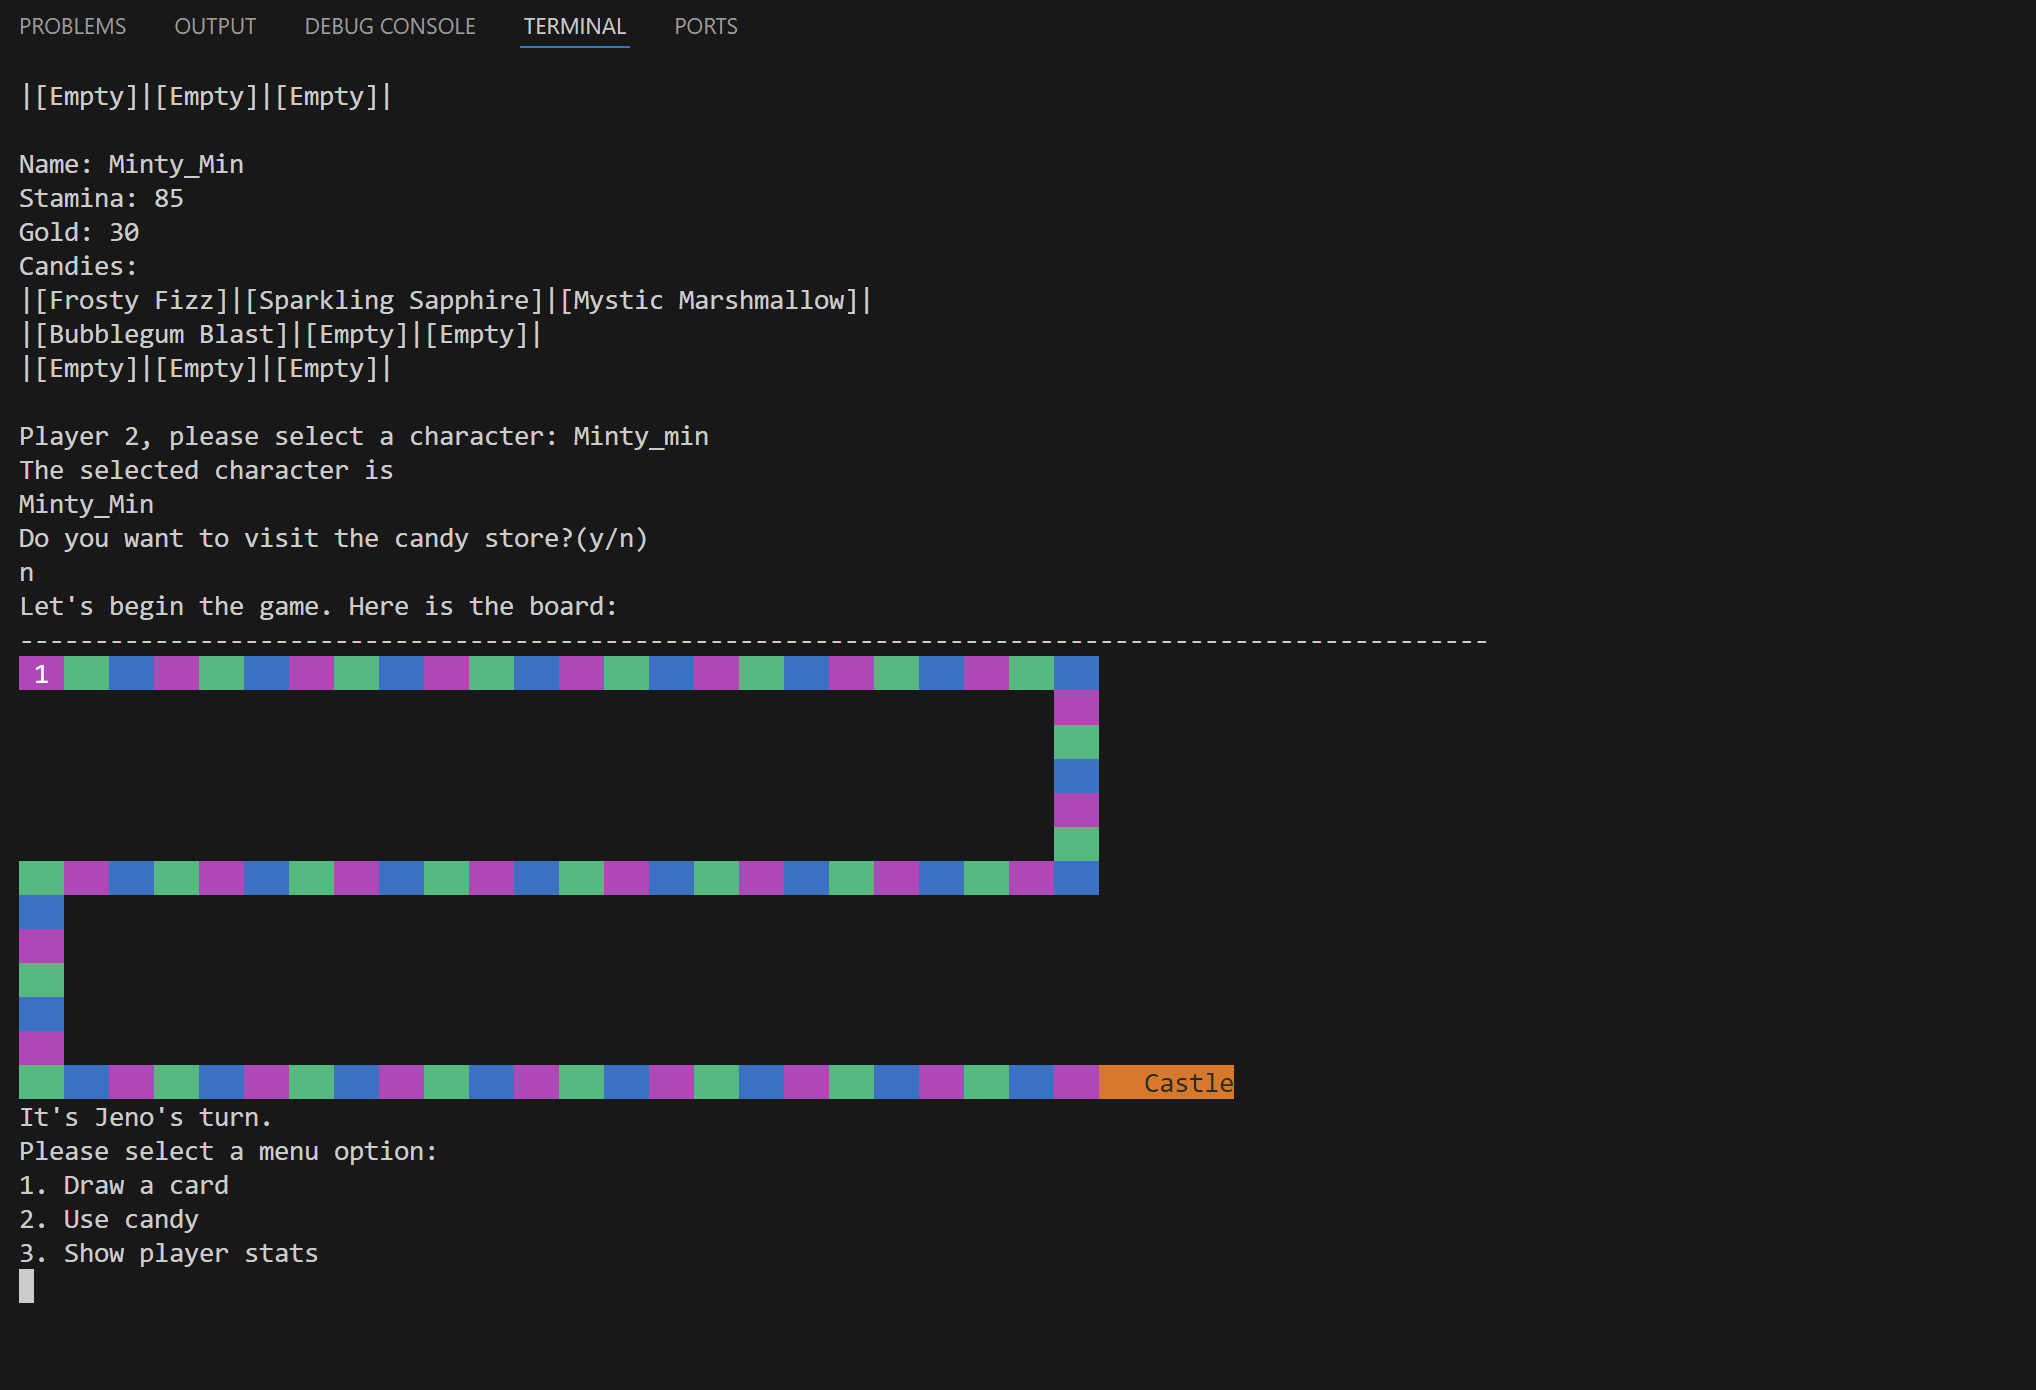 PROBLEMS OUTPUT DEBUG CONSOLE TERMINAL PORTS
|[Empty]|[Empty]|[Empty]|
Name: Minty_Min
Stamina: 85
Gold: 30
Candies:
|[Frosty Fizz]|[Sparkling Sapphire]|[Mystic Marshmallow]|
|[Bubblegum Blast]|[Empty]|[Empty]|
|[Empty]|[Empty]|[Empty]|
Player 2, please select a character: Minty_min
The selected character is
Minty_Min
Do you want to visit the candy store?(y/n)
n
Let's begin the game. Here is the board:
--------------------------------------------------------------------------------------------------
1
Castle
It's Jeno's turn.
Please select a menu option:
1. Draw a card
2. Use candy
3. Show player stats